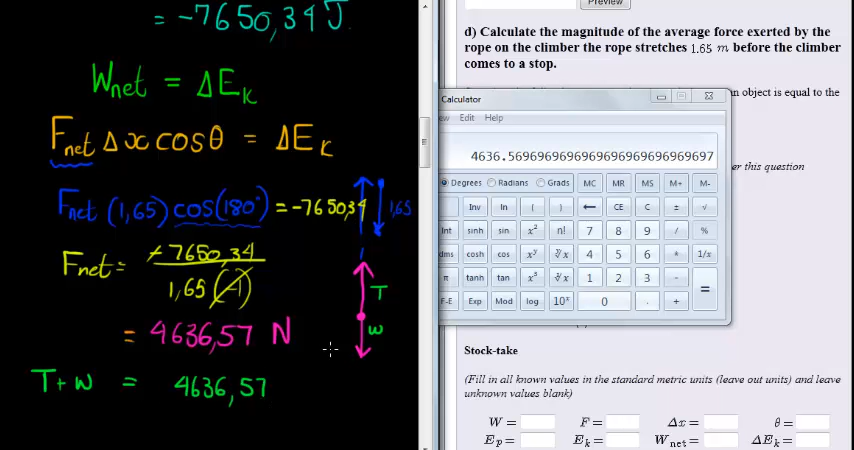 = -7650,34 J
Wnet = ΔEk
Fnet Δx cosθ = ΔEk
Fnet (1,65) cos(180°) = -7650,34
1,65
Fnet = -7650,34
1,65 (-1)
T
= 4636,57 N
W
T + W = 4636,57
Preview
d) Calculate the magnitude of the average force exerted by the
rope on the climber the rope stretches 1.65 m before the climber
comes to a stop.
n object is equal to the
Calculator
ew Edit Help
4636.5696969696969696969696969697
Degrees Radians Grads MC MR MS M+ M-
Inv ln ( ) ← CE C ± √
Int sinh sin x² n! 7 8 9 / %
dms cosh cos xʸ ʸ√x 4 5 6 * 1/x
π tanh tan x³ ³√x 1 2 3 - =
F-E Exp Mod log 10ˣ 0 . +
er this question
Stock-take
(Fill in all known values in the standard metric units (leave out units) and leave
unknown values blank)
W = F = Δx = θ =
Ep = Ek = Wnet = ΔEk =